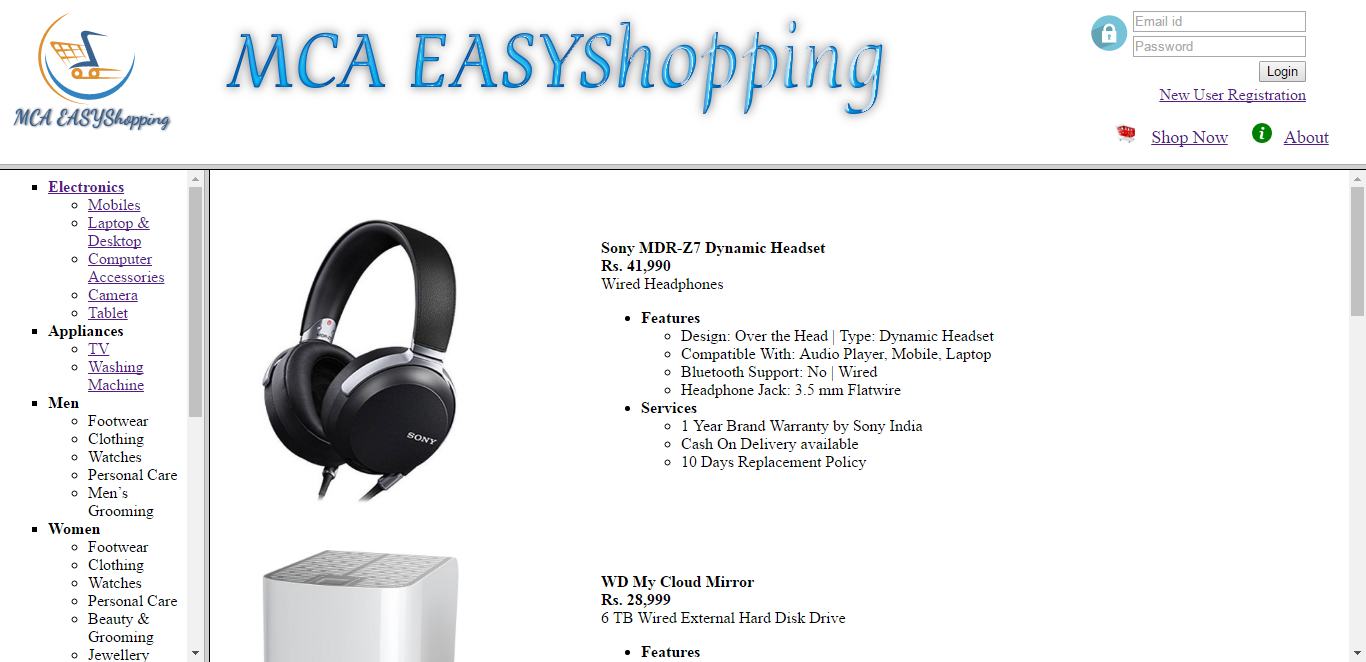 MCA EASYShopping
MCA EASYShopping
Email id
Password
Login
New User Registration
Shop Now
About
Electronics
Mobiles
Laptop &
Desktop
Computer
Accessories
Camera
Tablet
Appliances
TV
Washing
Machine
Men
Footwear
Clothing
Watches
Personal Care
Men’s
Grooming
Women
Footwear
Clothing
Watches
Personal Care
Beauty &
Grooming
Jewellery
SONY
Sony MDR-Z7 Dynamic Headset
Rs. 41,990
Wired Headphones
Features
Design: Over the Head | Type: Dynamic Headset
Compatible With: Audio Player, Mobile, Laptop
Bluetooth Support: No | Wired
Headphone Jack: 3.5 mm Flatwire
Services
1 Year Brand Warranty by Sony India
Cash On Delivery available
10 Days Replacement Policy
WD My Cloud Mirror
Rs. 28,999
6 TB Wired External Hard Disk Drive
Features